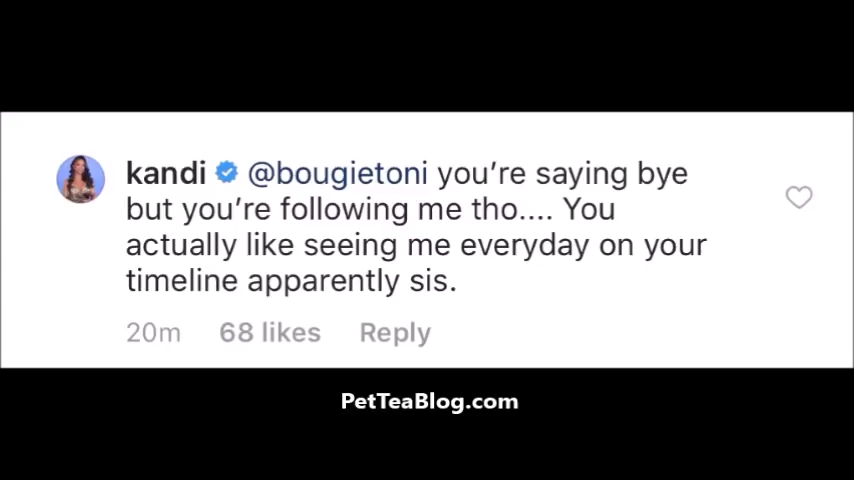 kandi @bougietoni you’re saying bye
but you’re following me tho.... You
actually like seeing me everyday on your
timeline apparently sis.
20m 68 likes Reply
PetTeaBlog.com